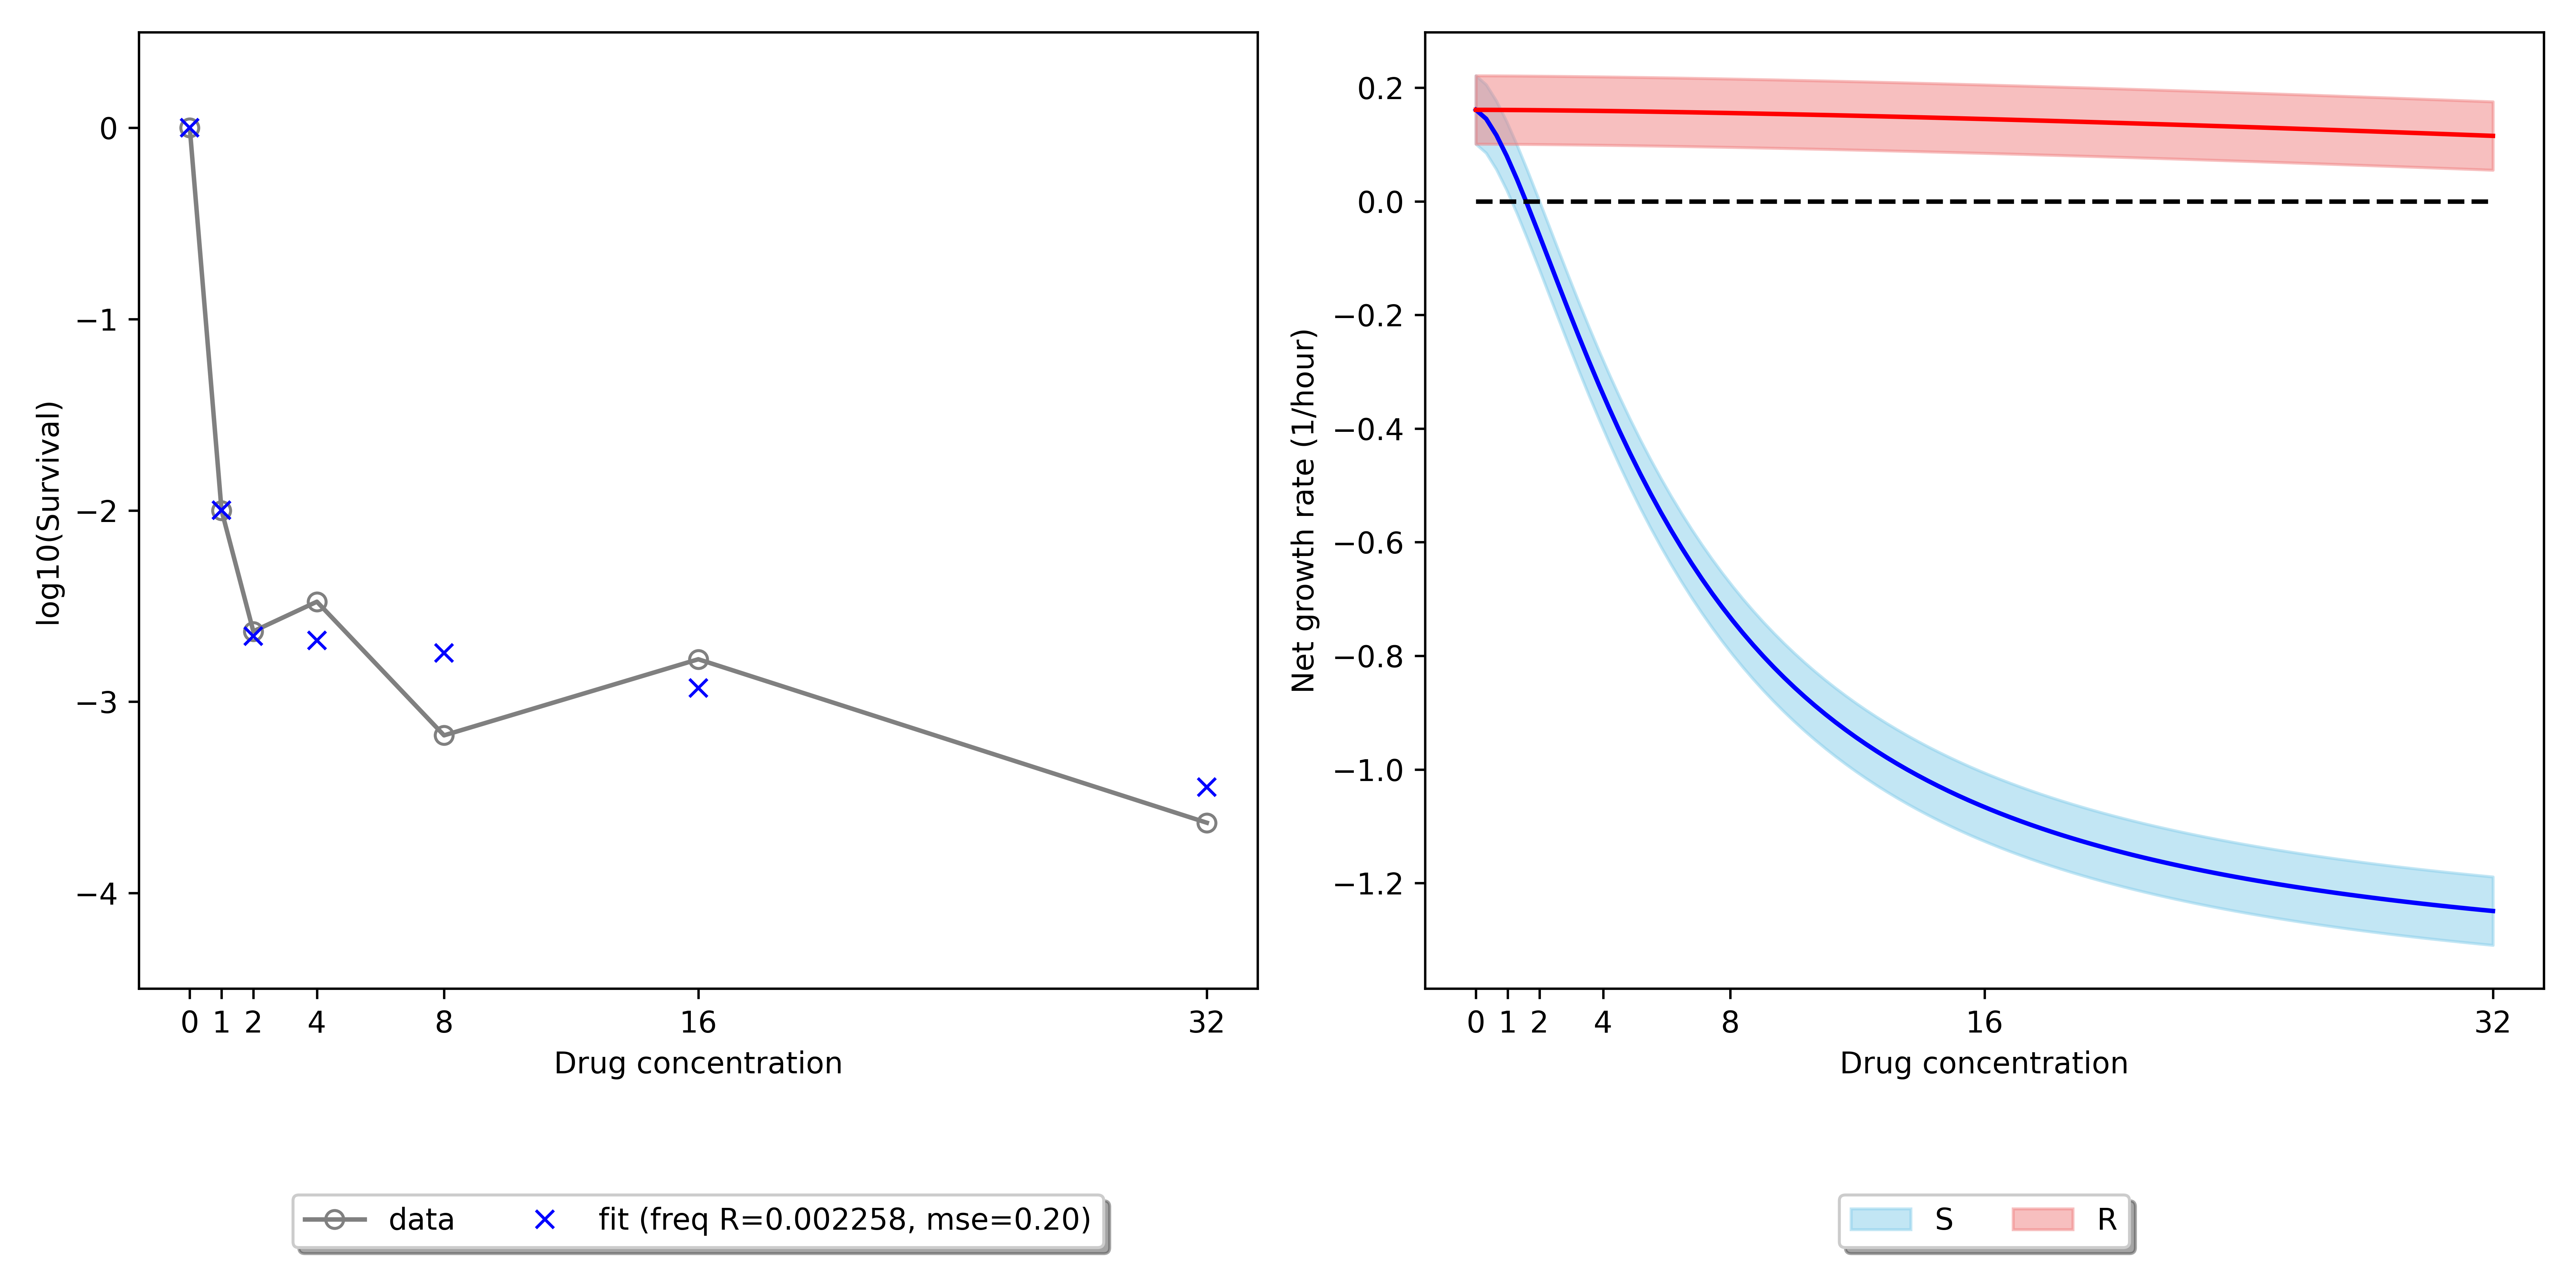 0
−1
−2
−3
−4
log10(Survival)
0 1 2 4 8 16 32
Drug concentration
data fit (freq R=0.002258, mse=0.20)
0.2
0.0
−0.2
−0.4
−0.6
−0.8
−1.0
−1.2
Net growth rate (1/hour)
0 1 2 4 8 16 32
Drug concentration
S R